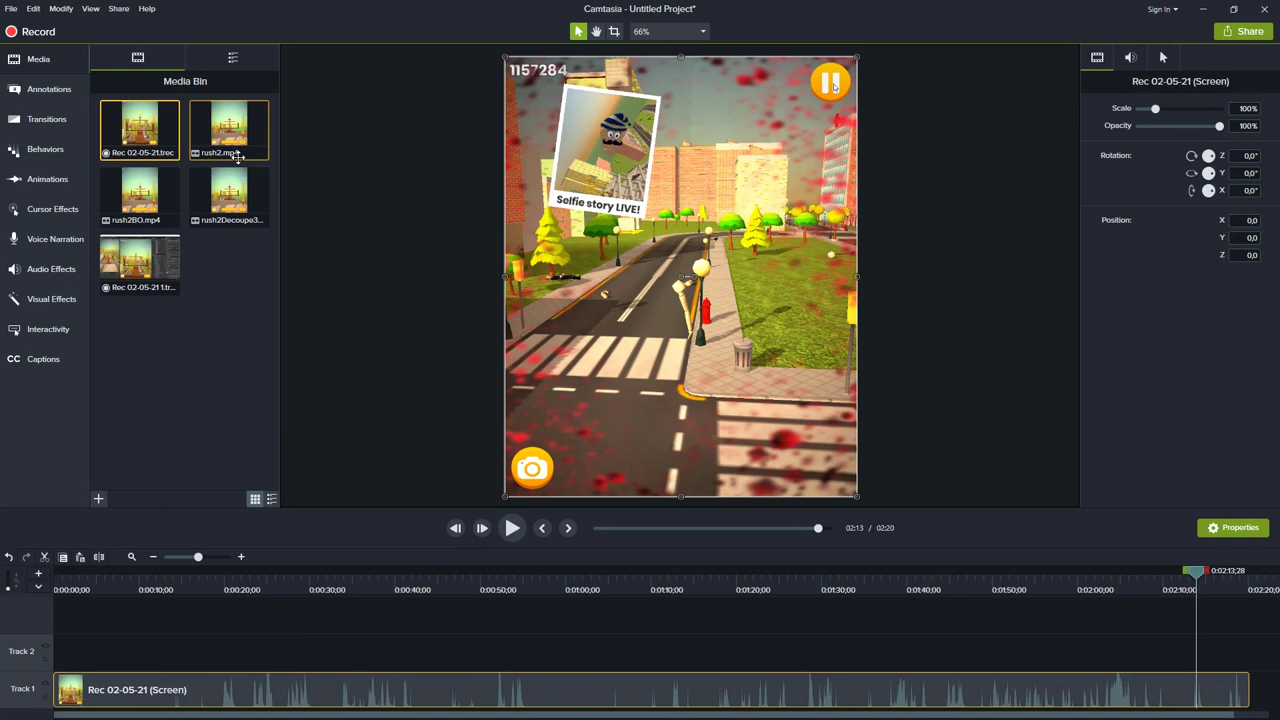 File Edit Modify View Share Help
Camtasia - Untitled Project*
Sign In
Record
66%
Share
Media
Annotations
Transitions
Behaviors
Animations
Cursor Effects
Voice Narration
Audio Effects
Visual Effects
Interactivity
CC Captions
Media Bin
Rec 02-05-21.trec
rush2.mp4
rush2BO.mp4
rush2Decoupe3...
Rec 02-05-21 1.tr...
1157284
Selfie story LIVE!
Rec 02-05-21 (Screen)
Scale 100%
Opacity 100%
Rotation: Z 0,0°
Y 0,0°
X 0,0°
Position: X 0,0
Y 0,0
Z 0,0
02:13 / 02:20
Properties
0:02:13;28
0:00:00;00 0:00:10;00 0:00:20;00 0:00:30;00 0:00:40;00 0:00:50;00 0:01:00;00 0:01:10;00 0:01:20;00 0:01:30;00 0:01:40;00 0:01:50;00 0:02:00;00 0:02:10;00 0:02:20;00
Track 2
Track 1
Rec 02-05-21 (Screen)